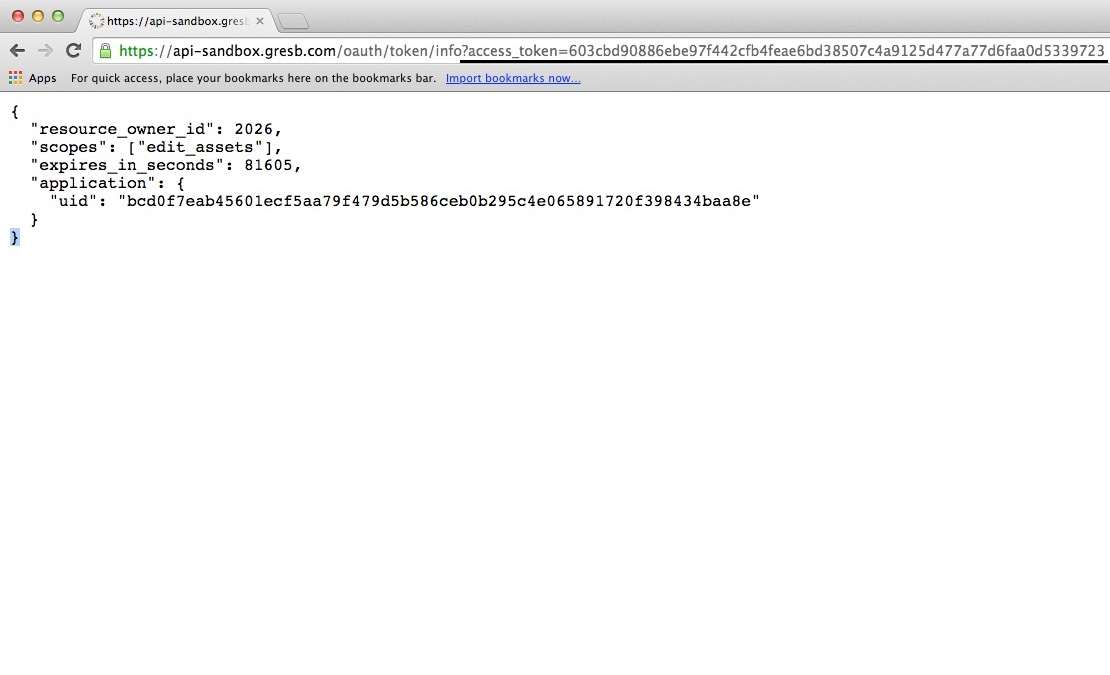 https://api-sandbox.gresb
https://api-sandbox.gresb.com/oauth/token/info?access_token=603cbd90886ebe97f442cfb4feae6bd38507c4a9125d477a77d6faa0d5339723
Apps For quick access, place your bookmarks here on the bookmarks bar. Import bookmarks now...
{
  "resource_owner_id": 2026,
  "scopes": ["edit_assets"],
  "expires_in_seconds": 81605,
  "application": {
    "uid": "bcd0f7eab45601ecf5aa79f479d5b586ceb0b295c4e065891720f398434baa8e"
  }
}